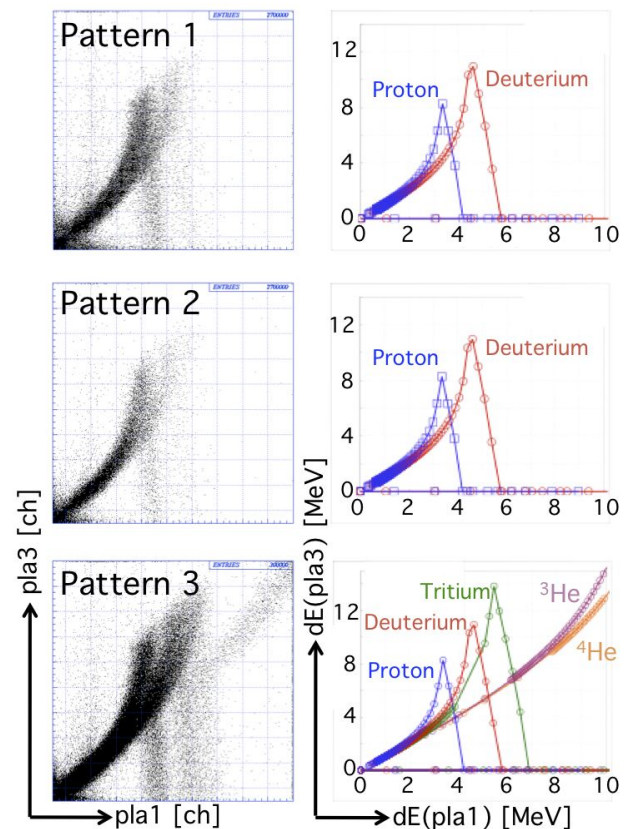 Pattern 1
ENTRIES 2700000
12
8
4
0
0 2 4 6 8 10
Proton
Deuterium
Pattern 2
ENTRIES 2700000
12
8
4
0
0 2 4 6 8 10
Proton
Deuterium
Pattern 3
ENTRIES
12
8
4
0
0 2 4 6 8 10
Tritium
Deuterium
Proton
³He
⁴He
pla3 [ch]
pla1 [ch]
dE(pla3) [MeV]
dE(pla1) [MeV]